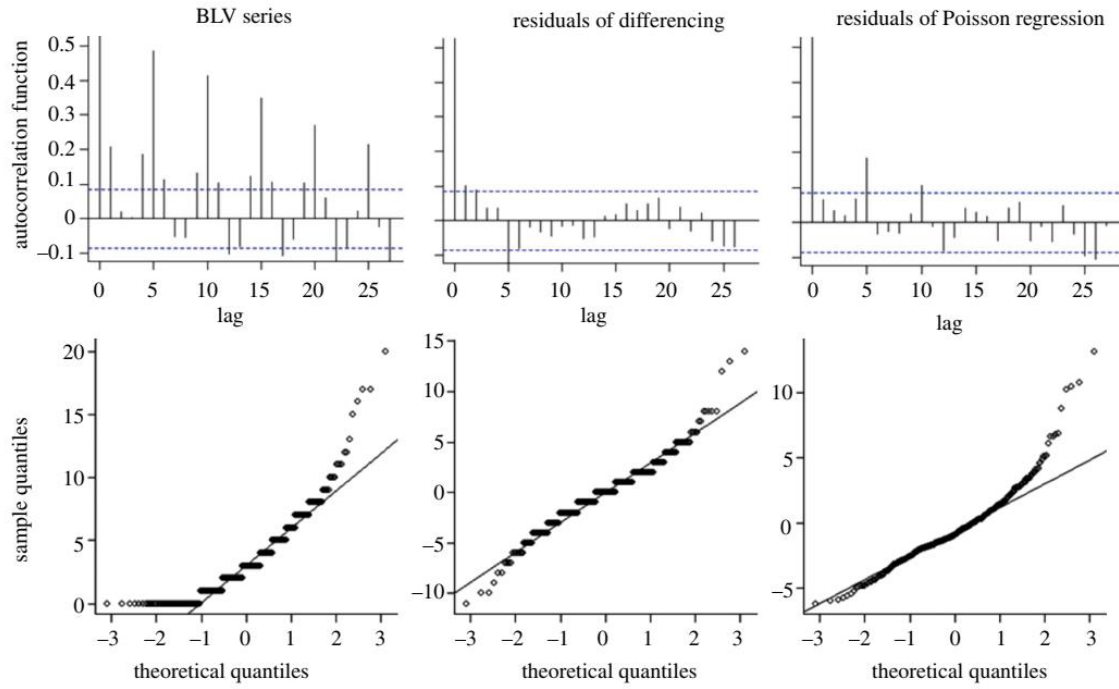 BLV series
residuals of differencing
residuals of Poisson regression
autocorrelation function
0.5
0.4
0.3
0.2
0.1
0
–0.1
0 5 10 15 20 25
0 5 10 15 20 25
0 5 10 15 20 25
lag
lag
lag
sample quantiles
20
15
10
5
0
–3 –2 –1 0 1 2 3
theoretical quantiles
15
10
5
0
–5
–10
–3 –2 –1 0 1 2 3
theoretical quantiles
10
5
0
–5
–3 –2 –1 0 1 2 3
theoretical quantiles